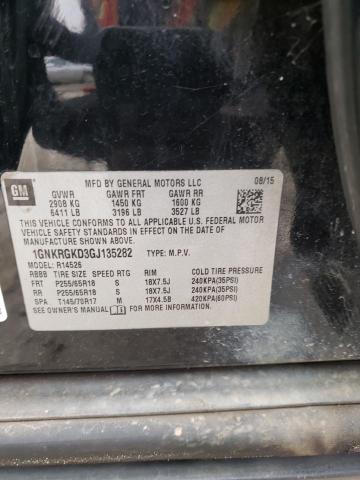 GM
MFD BY GENERAL MOTORS LLC
08/15
GVWR GAWR FRT GAWR RR
2908 KG 1450 KG 1600 KG
6411 LB 3196 LB 3527 LB
THIS VEHICLE CONFORMS TO ALL APPLICABLE U.S. FEDERAL MOTOR
VEHICLE SAFETY STANDARDS IN EFFECT ON THE DATE OF
MANUFACTURE SHOWN ABOVE.
1GNKRGKD3GJ135282 TYPE: M.P.V.
MODEL: R14526
RBBB TIRE SIZE SPEED RTG RIM COLD TIRE PRESSURE
FRT P255/65R18 S 18X7.5J 240KPA(35PSI)
RR P255/65R18 S 18X7.5J 240KPA(35PSI)
SPA T145/70R17 M 17X4.5B 420KPA(60PSI)
SEE OWNER'S MANUAL FOR MORE INFORMATION.